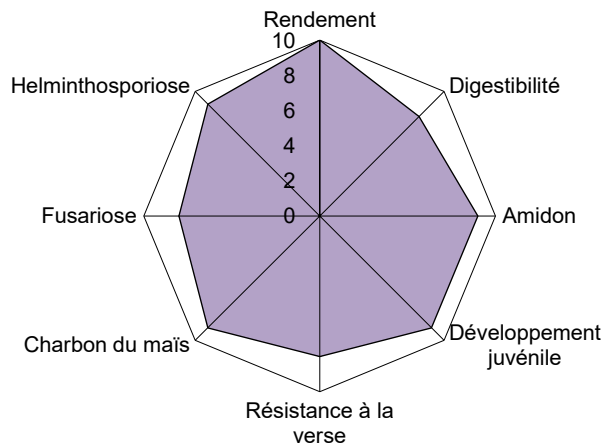 Rendement
10
8
6
4
2
0
Digestibilité
Amidon
Développement
juvénile
Résistance à la
verse
Charbon du maïs
Fusariose
Helminthosporiose